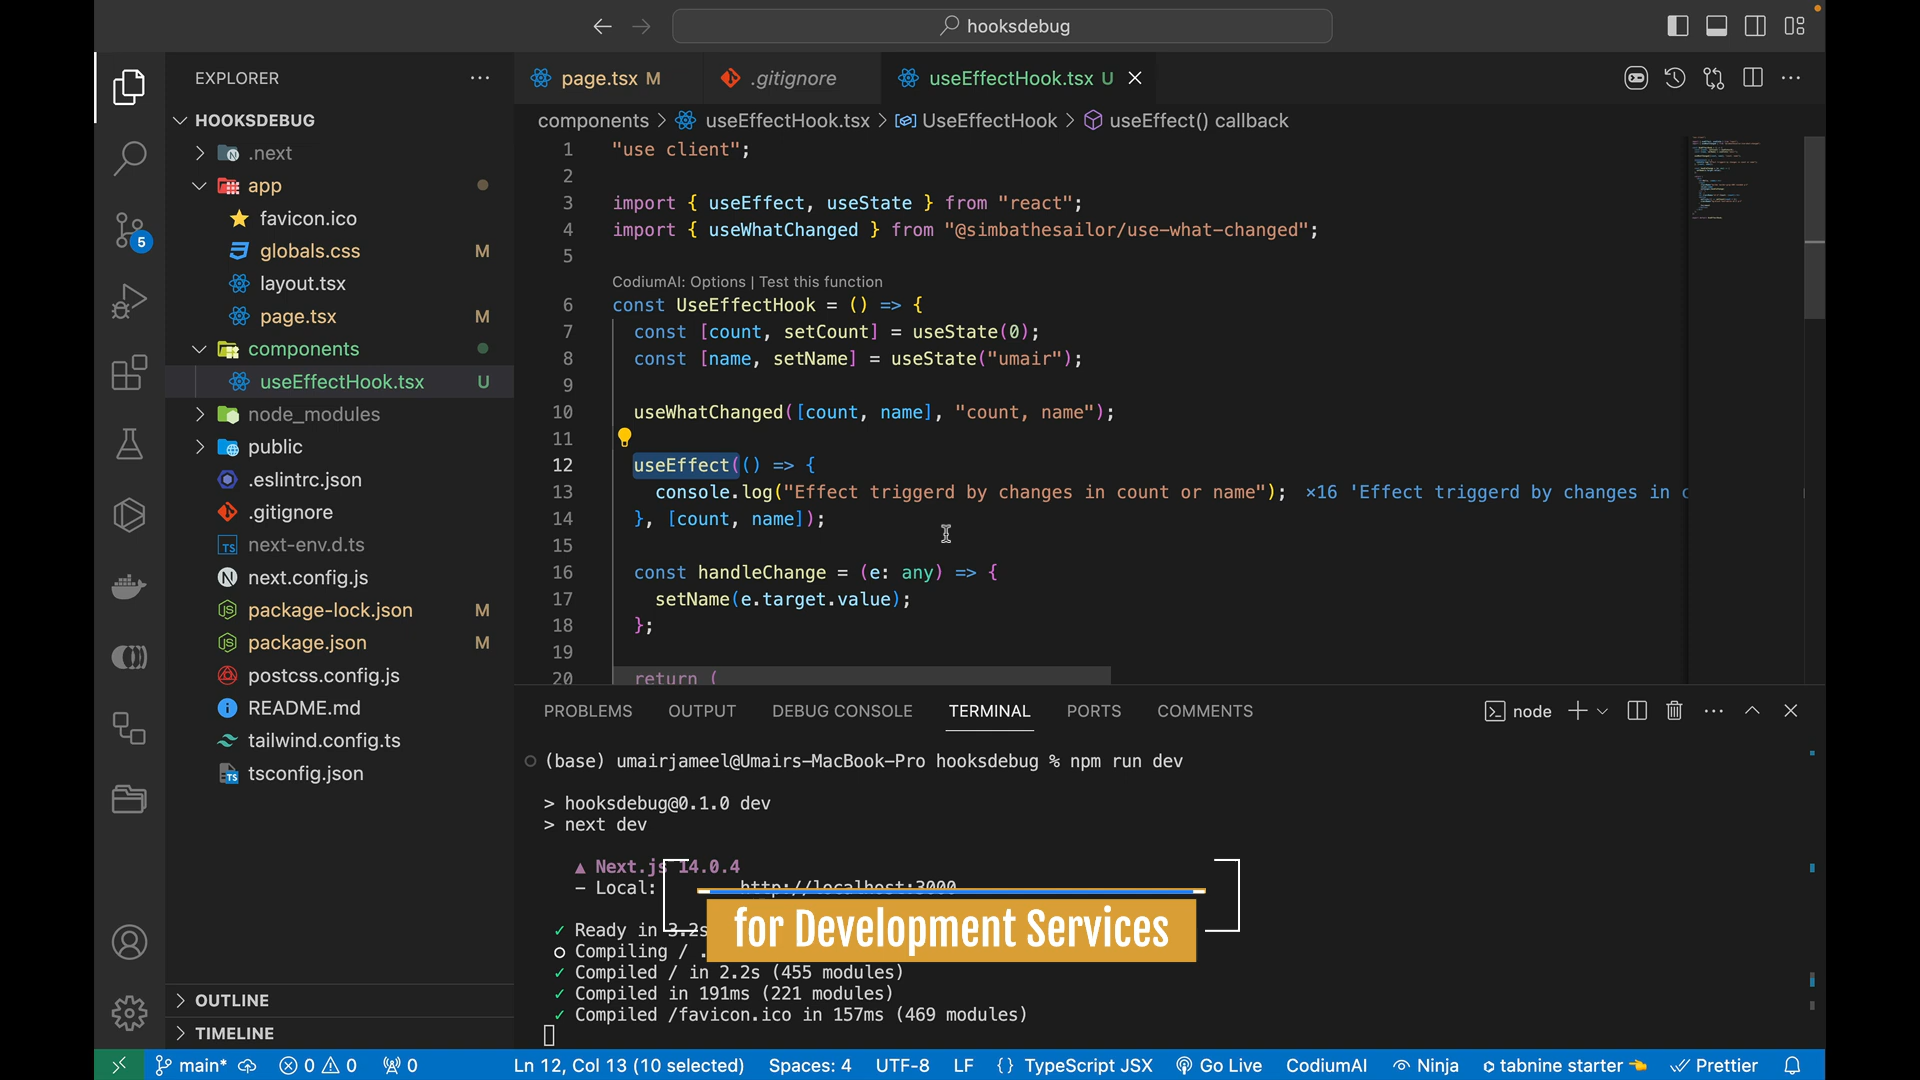 hooksdebug
EXPLORER
HOOKSDEBUG
.next
app
favicon.ico
globals.css M
layout.tsx
page.tsx M
components
useEffectHook.tsx U
node_modules
public
.eslintrc.json
.gitignore
next-env.d.ts
next.config.js
package-lock.json M
package.json M
postcss.config.js
README.md
tailwind.config.ts
tsconfig.json
OUTLINE
TIMELINE
5
page.tsx M
.gitignore
useEffectHook.tsx U
components > useEffectHook.tsx > UseEffectHook > useEffect() callback
1 "use client";
2
3 import { useEffect, useState } from "react";
4 import { useWhatChanged } from "@simbathesailor/use-what-changed";
5
CodiumAI: Options | Test this function
6 const UseEffectHook = () => {
7 const [count, setCount] = useState(0);
8 const [name, setName] = useState("umair");
9
10 useWhatChanged([count, name], "count, name");
11
12 useEffect(() => {
13 console.log("Effect triggerd by changes in count or name"); ×16 'Effect triggerd by changes in
14 }, [count, name]);
15
16 const handleChange = (e: any) => {
17 setName(e.target.value);
18 };
19
20 return (
PROBLEMS OUTPUT DEBUG CONSOLE TERMINAL PORTS COMMENTS
node
(base) umairjameel@Umairs-MacBook-Pro hooksdebug % npm run dev
> hooksdebug@0.1.0 dev
> next dev
▲ Next.js 14.0.4
- Local: http://localhost:3000
✓ Ready in 3.2s
○ Compiling / .
✓ Compiled / in 2.2s (455 modules)
✓ Compiled in 191ms (221 modules)
✓ Compiled /favicon.ico in 157ms (469 modules)
for Development Services
main* 0 0 0 Ln 12, Col 13 (10 selected) Spaces: 4 UTF-8 LF {} TypeScript JSX Go Live CodiumAI Ninja tabnine starter Prettier